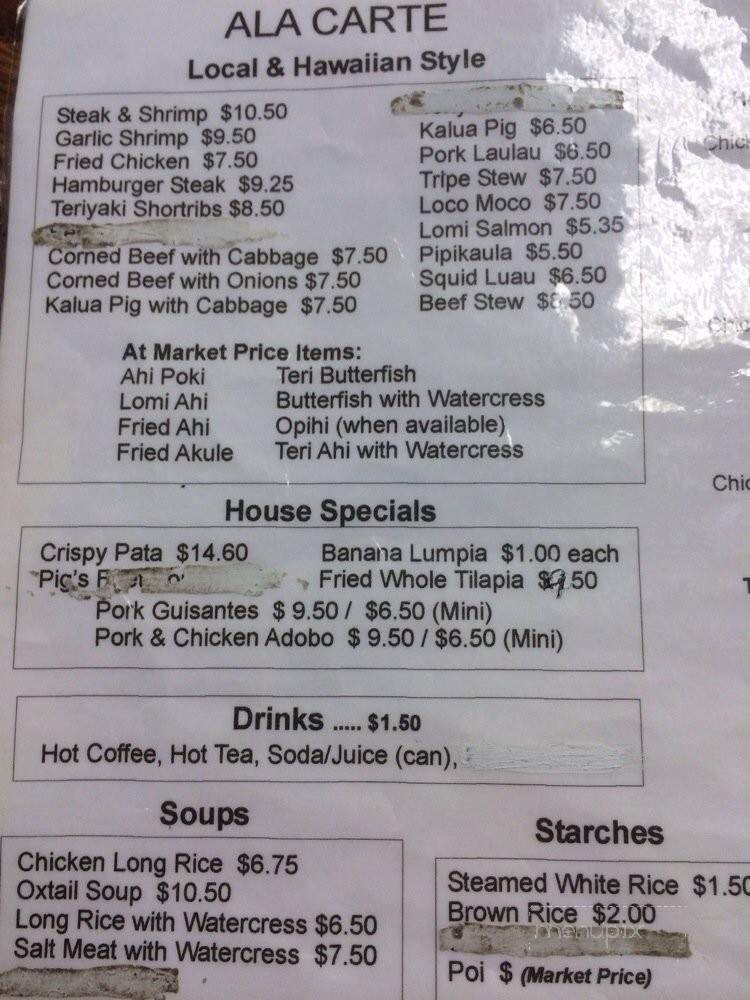 ALA CARTE
Local & Hawaiian Style
Steak & Shrimp $10.50
Garlic Shrimp $9.50
Fried Chicken $7.50
Hamburger Steak $9.25
Teriyaki Shortribs $8.50
Corned Beef with Cabbage $7.50
Corned Beef with Onions $7.50
Kalua Pig with Cabbage $7.50
Kalua Pig $6.50
Pork Laulau $6.50
Tripe Stew $7.50
Loco Moco $7.50
Lomi Salmon $5.35
Pipikaula $5.50
Squid Luau $6.50
Beef Stew $8.50
At Market Price Items:
Ahi Poki
Lomi Ahi
Fried Ahi
Fried Akule
Teri Butterfish
Butterfish with Watercress
Opihi (when available)
Teri Ahi with Watercress
House Specials
Crispy Pata $14.60
Pig's
Banana Lumpia $1.00 each
Fried Whole Tilapia $9.50
Pork Guisantes $ 9.50 / $6.50 (Mini)
Pork & Chicken Adobo $ 9.50 / $6.50 (Mini)
Drinks ..... $1.50
Hot Coffee, Hot Tea, Soda/Juice (can),
Soups
Chicken Long Rice $6.75
Oxtail Soup $10.50
Long Rice with Watercress $6.50
Salt Meat with Watercress $7.50
Starches
Steamed White Rice $1.50
Brown Rice $2.00
menupix
Poi $ (Market Price)